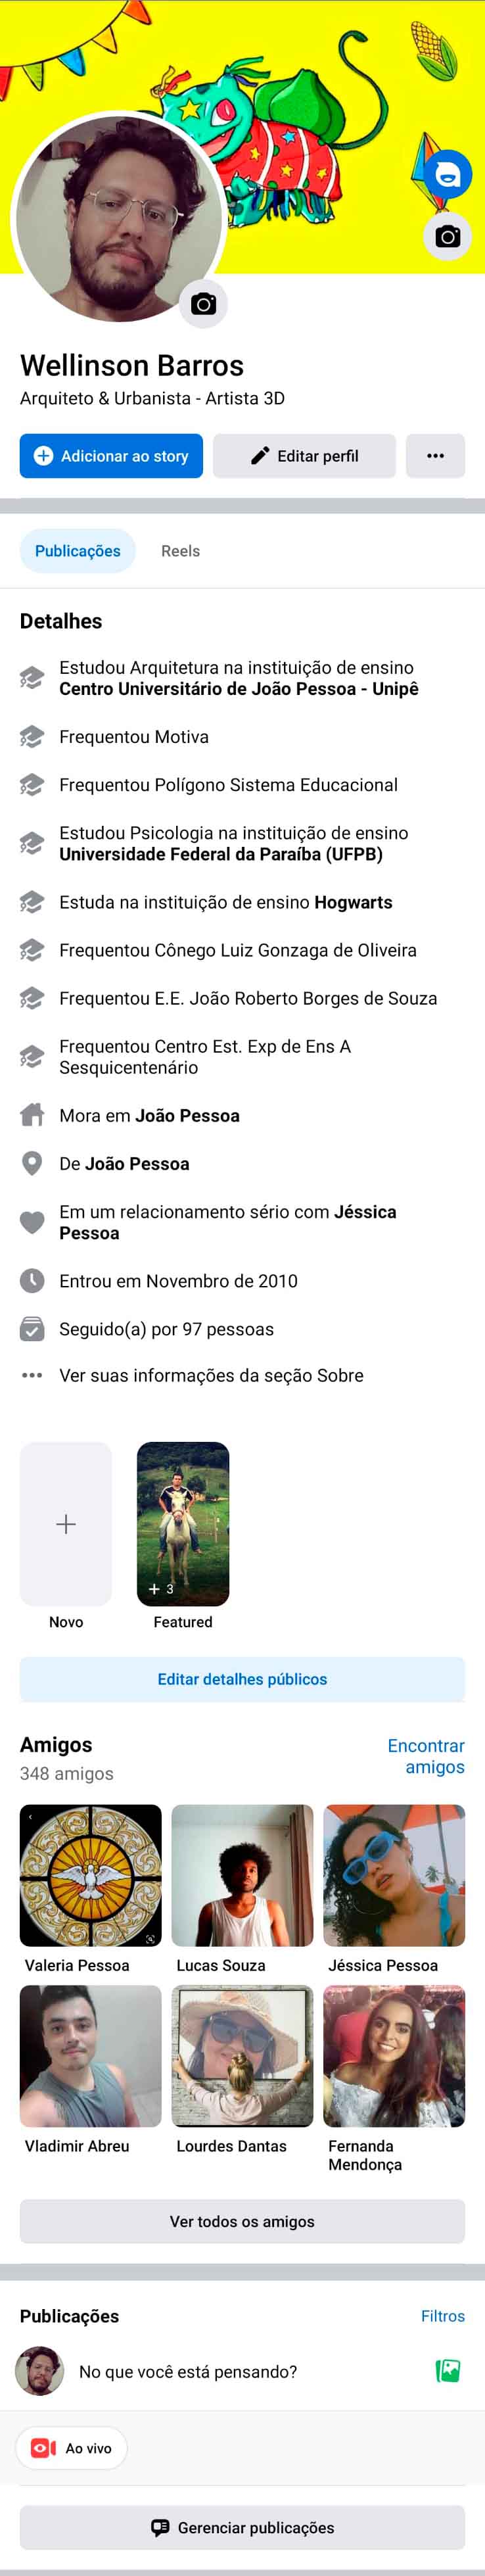 Wellinson Barros
Arquiteto & Urbanista - Artista 3D
Adicionar ao story
Editar perfil
Publicações
Reels
Detalhes
Estudou Arquitetura na instituição de ensino
Centro Universitário de João Pessoa - Unipê
Frequentou Motiva
Frequentou Polígono Sistema Educacional
Estudou Psicologia na instituição de ensino
Universidade Federal da Paraíba (UFPB)
Estuda na instituição de ensino Hogwarts
Frequentou Cônego Luiz Gonzaga de Oliveira
Frequentou E.E. João Roberto Borges de Souza
Frequentou Centro Est. Exp de Ens A
Sesquicentenário
Mora em João Pessoa
De João Pessoa
Em um relacionamento sério com Jéssica
Pessoa
Entrou em Novembro de 2010
Seguido(a) por 97 pessoas
Ver suas informações da seção Sobre
+ 3
Novo
Featured
Editar detalhes públicos
Amigos
348 amigos
Encontrar
amigos
Valeria Pessoa
Lucas Souza
Jéssica Pessoa
Vladimir Abreu
Lourdes Dantas
Fernanda
Mendonça
Ver todos os amigos
Publicações
Filtros
No que você está pensando?
Ao vivo
Gerenciar publicações